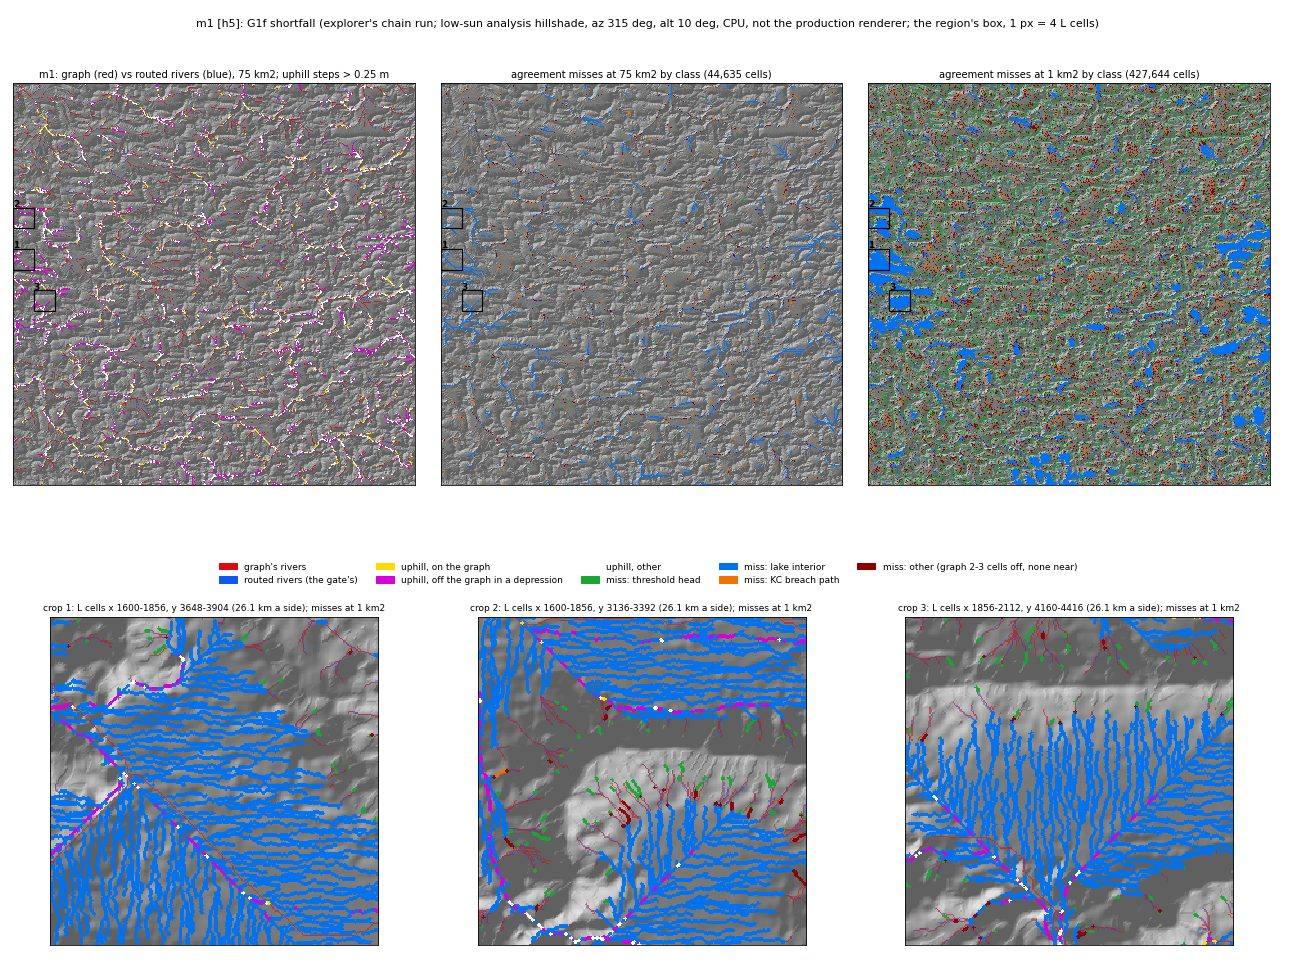 m1 [h5]: G1f shortfall (explorer's chain run; low-sun analysis hillshade, az 315 deg, alt 10 deg, CPU, not the production renderer; the region's box, 1 px = 4 L cells)
m1: graph (red) vs routed rivers (blue), 75 km2; uphill steps > 0.25 m
agreement misses at 75 km2 by class (44,635 cells)
agreement misses at 1 km2 by class (427,644 cells)
2
1
3
2
1
3
2
1
3
graph's rivers
routed rivers (the gate's)
uphill, on the graph
uphill, off the graph in a depression
uphill, other
miss: threshold head
miss: lake interior
miss: KC breach path
miss: other (graph 2-3 cells off, none near)
crop 1: L cells x 1600-1856, y 3648-3904 (26.1 km a side); misses at 1 km2
crop 2: L cells x 1600-1856, y 3136-3392 (26.1 km a side); misses at 1 km2
crop 3: L cells x 1856-2112, y 4160-4416 (26.1 km a side); misses at 1 km2